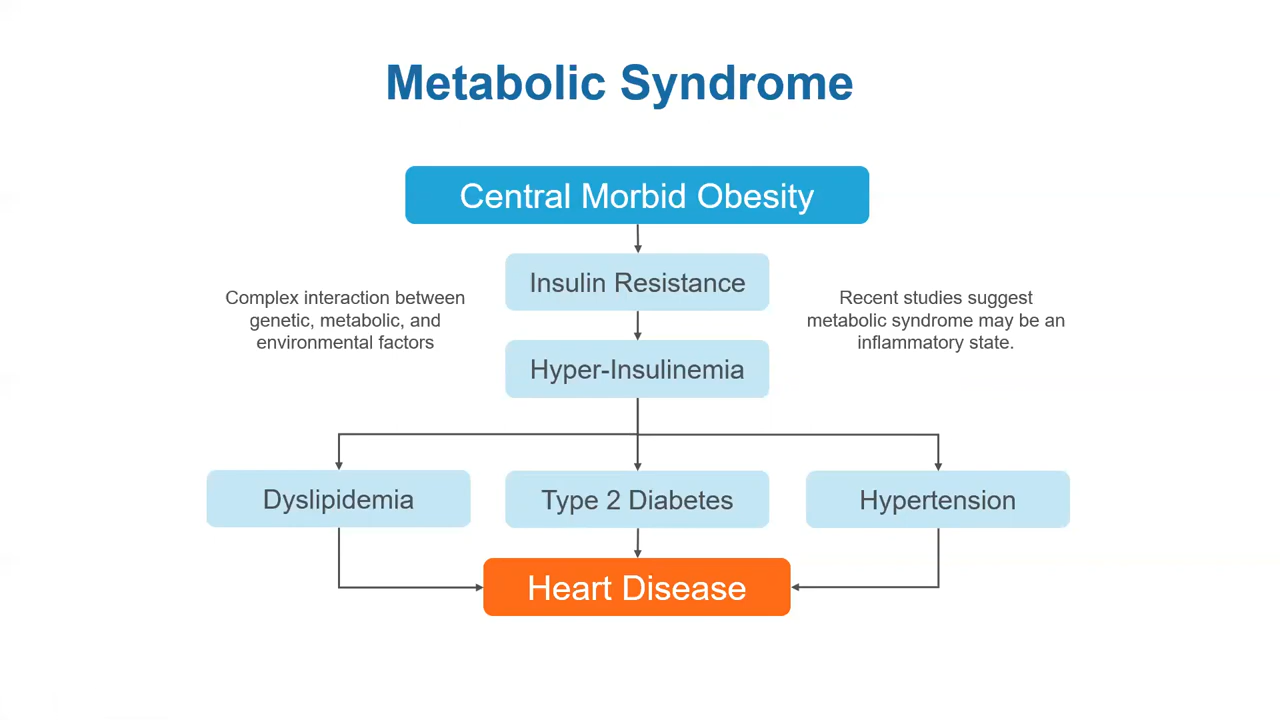 Metabolic Syndrome
Central Morbid Obesity
Insulin Resistance
Complex interaction between
genetic, metabolic, and
environmental factors
Recent studies suggest
metabolic syndrome may be an
inflammatory state.
Hyper-Insulinemia
Dyslipidemia
Type 2 Diabetes
Hypertension
Heart Disease